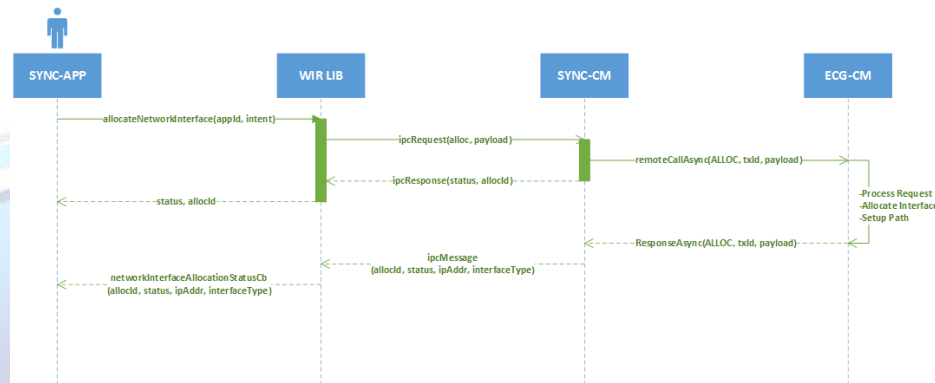 SYNC-APP
WIR LIB
SYNC-CM
ECG-CM
allocateNetworkInterface(appId, intent)
ipcRequest(alloc, payload)
remoteCallAsync(ALLOC, txId, payload)
ipcResponse(status, allocId)
status, allocId
-Process Request
-Allocate Interface
-Setup Path
ResponseAsync(ALLOC, txId, payload)
ipcMessage
(allocId, status, ipAddr, interfaceType)
networkInterfaceAllocationStatusCb
(allocId, status, ipAddr, interfaceType)